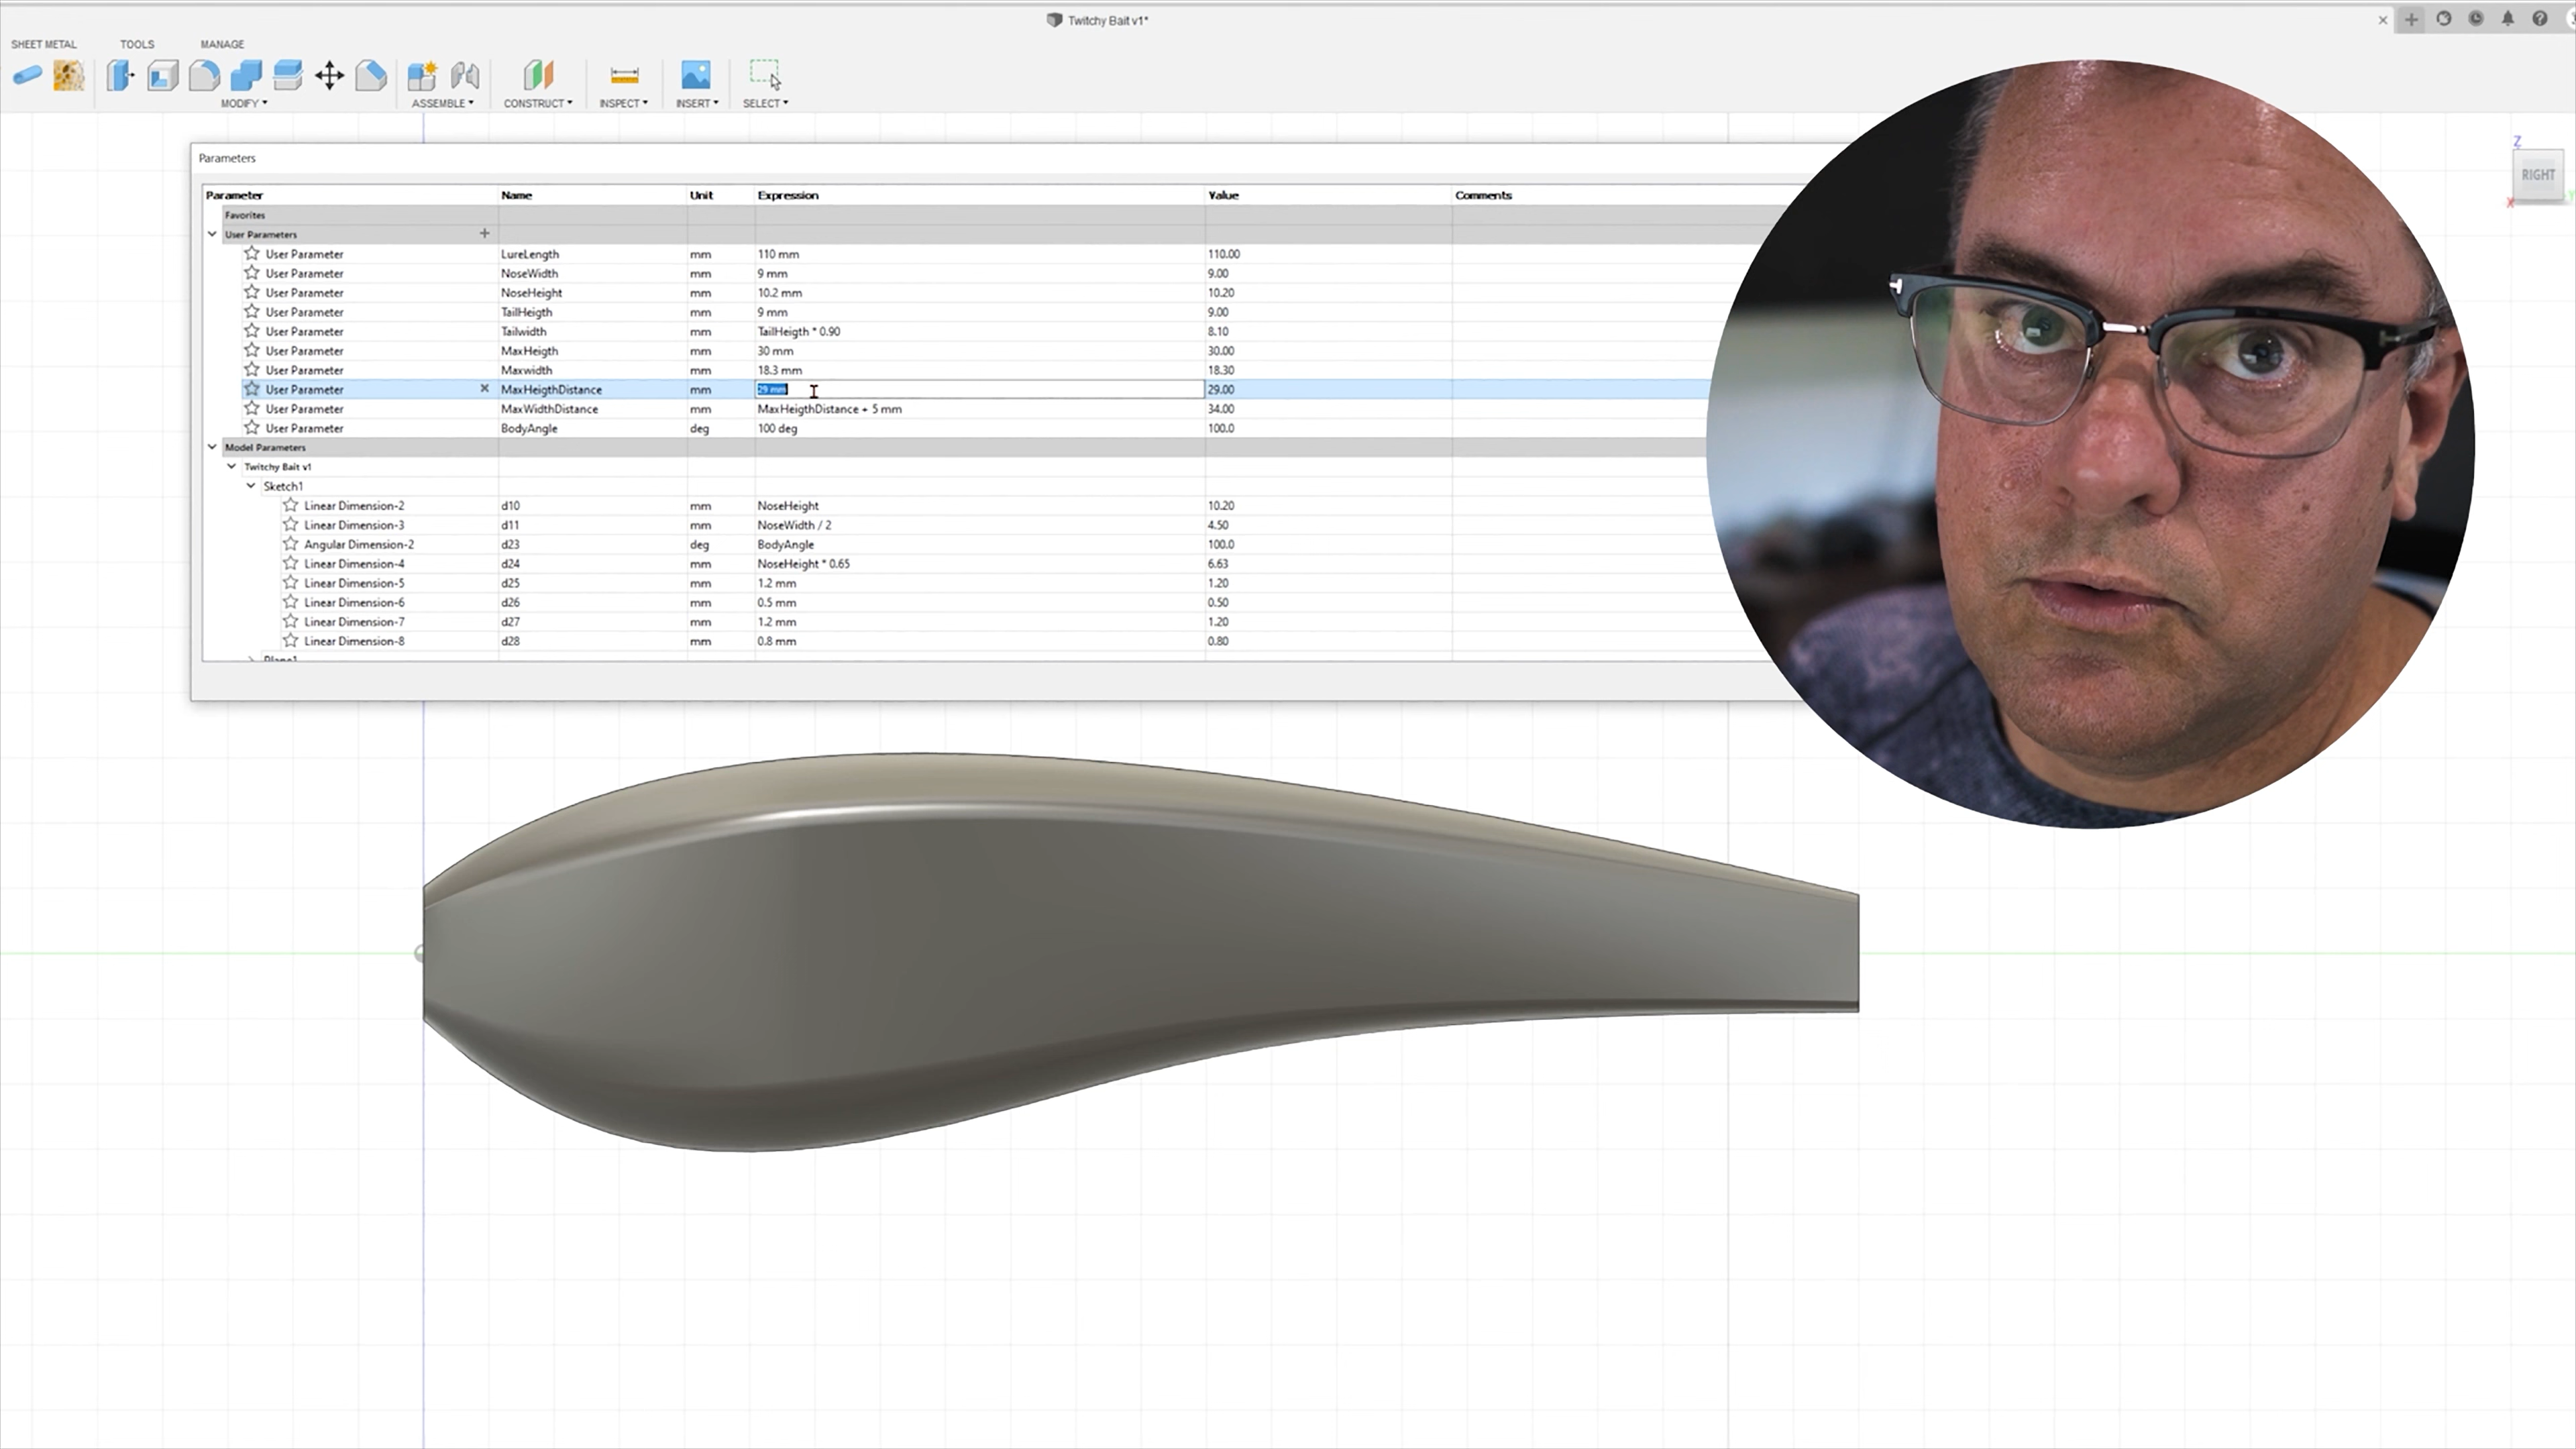 Twitchy Bait v1*
SHEET METAL TOOLS MANAGE
MODIFY ASSEMBLE CONSTRUCT INSPECT INSERT SELECT
Z
RIGHT
X
Parameters
Parameter Name Unit Expression Value Comments
Favorites
User Parameters
User Parameter LureLength mm 110 mm 110.00
User Parameter NoseWidth mm 9 mm 9.00
User Parameter NoseHeight mm 10.2 mm 10.20
User Parameter TailHeigth mm 9 mm 9.00
User Parameter Tailwidth mm TailHeigth * 0.90 8.10
User Parameter MaxHeigth mm 30 mm 30.00
User Parameter Maxwidth mm 18.3 mm 18.30
User Parameter MaxHeigthDistance mm 29 mm 29.00
User Parameter MaxWidthDistance mm MaxHeigthDistance + 5 mm 34.00
User Parameter BodyAngle deg 100 deg 100.0
Model Parameters
Twitchy Bait v1
Sketch1
Linear Dimension-2 d10 mm NoseHeight 10.20
Linear Dimension-3 d11 mm NoseWidth / 2 4.50
Angular Dimension-2 d23 deg BodyAngle 100.0
Linear Dimension-4 d24 mm NoseHeight * 0.65 6.63
Linear Dimension-5 d25 mm 1.2 mm 1.20
Linear Dimension-6 d26 mm 0.5 mm 0.50
Linear Dimension-7 d27 mm 1.2 mm 1.20
Linear Dimension-8 d28 mm 0.8 mm 0.80
Plane1